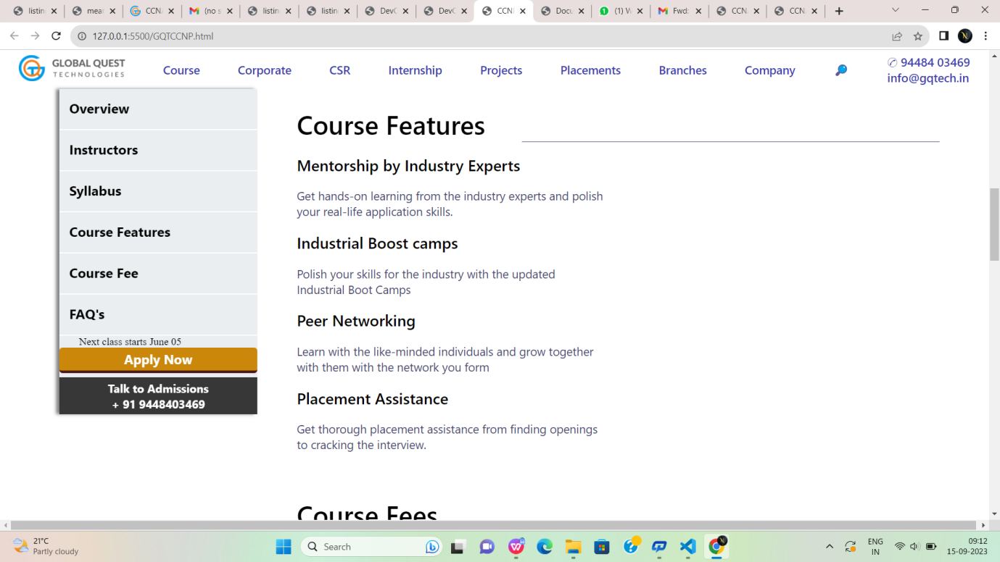 listin
mean
CCN
(no s
listin
listin
DevC
DevC
CCN
Docu
(1) W
Fwd:
CCN
CCN
127.0.0.1:5500/GQTCCNP.html
GLOBAL QUEST
TECHNOLOGIES
Course
Corporate
CSR
Internship
Projects
Placements
Branches
Company
✆ 94484 03469
info@gqtech.in
Overview
Instructors
Syllabus
Course Features
Course Fee
FAQ's
Next class starts June 05
Apply Now
Talk to Admissions
+ 91 9448403469
Course Features
Mentorship by Industry Experts
Get hands-on learning from the industry experts and polish
your real-life application skills.
Industrial Boost camps
Polish your skills for the industry with the updated
Industrial Boot Camps
Peer Networking
Learn with the like-minded individuals and grow together
with them with the network you form
Placement Assistance
Get thorough placement assistance from finding openings
to cracking the interview.
Course Fees
21°C
Partly cloudy
Search
ENG
IN
09:12
15-09-2023